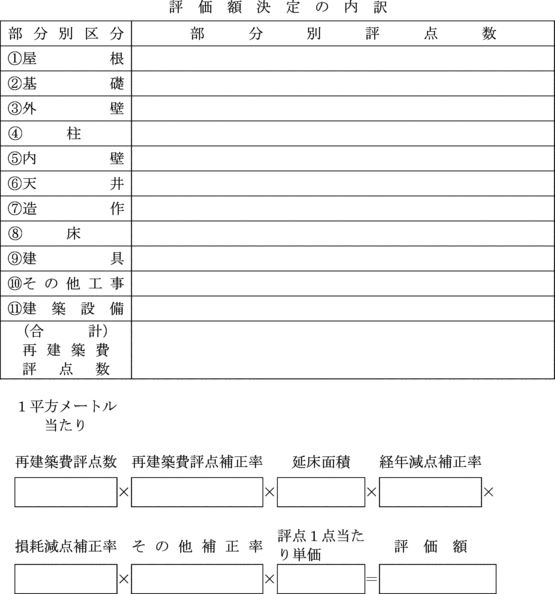 評価額決定の内訳
部分別区分 部分別評点数
①屋根
②基礎
③外壁
④柱
⑤内壁
⑥天井
⑦造作
⑧床
⑨建具
⑩その他工事
⑪建築設備
（合計）
再建築費
評点数
１平方メートル
当たり
再建築費評点数 再建築費評点補正率 延床面積 経年減点補正率
× × × ×
損耗減点補正率 その他補正率 評点１点当た
り単価 評価額
× × ＝